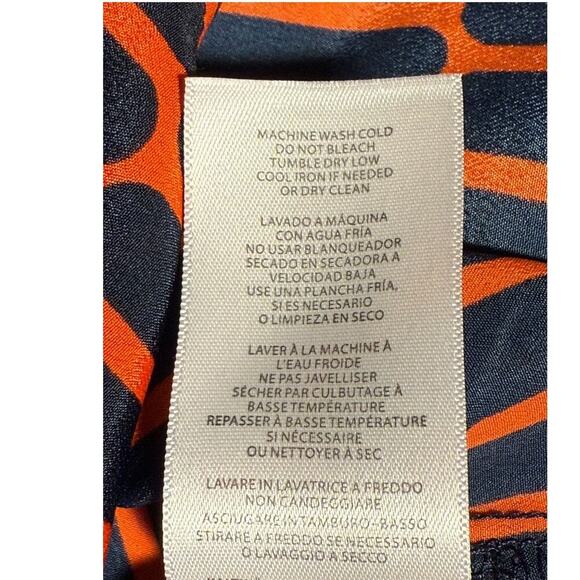 MACHINE WASH COLD
DO NOT BLEACH
TUMBLE DRY LOW
COOL IRON IF NEEDED
OR DRY CLEAN
LAVADO A MÁQUINA
CON AGUA FRÍA
NO USAR BLANQUEADOR
SECADO EN SECADORA A
VELOCIDAD BAJA
USE UNA PLANCHA FRÍA,
SI ES NECESARIO
O LIMPIEZA EN SECO
LAVER À LA MACHINE À
L'EAU FROIDE
NE PAS JAVELLISER
SÉCHER PAR CULBUTAGE À
BASSE TEMPÉRATURE
REPASSER À BASSE TEMPÉRATURE
SI NÉCESSAIRE
OU NETTOYER À SEC
LAVARE IN LAVATRICE A FREDDO
NON CANDEGGIARE
ASCIUGARE IN TAMBURO-BASSO
STIRARE A FREDDO SE NECESSARIO
O LAVAGGIO A SECCO